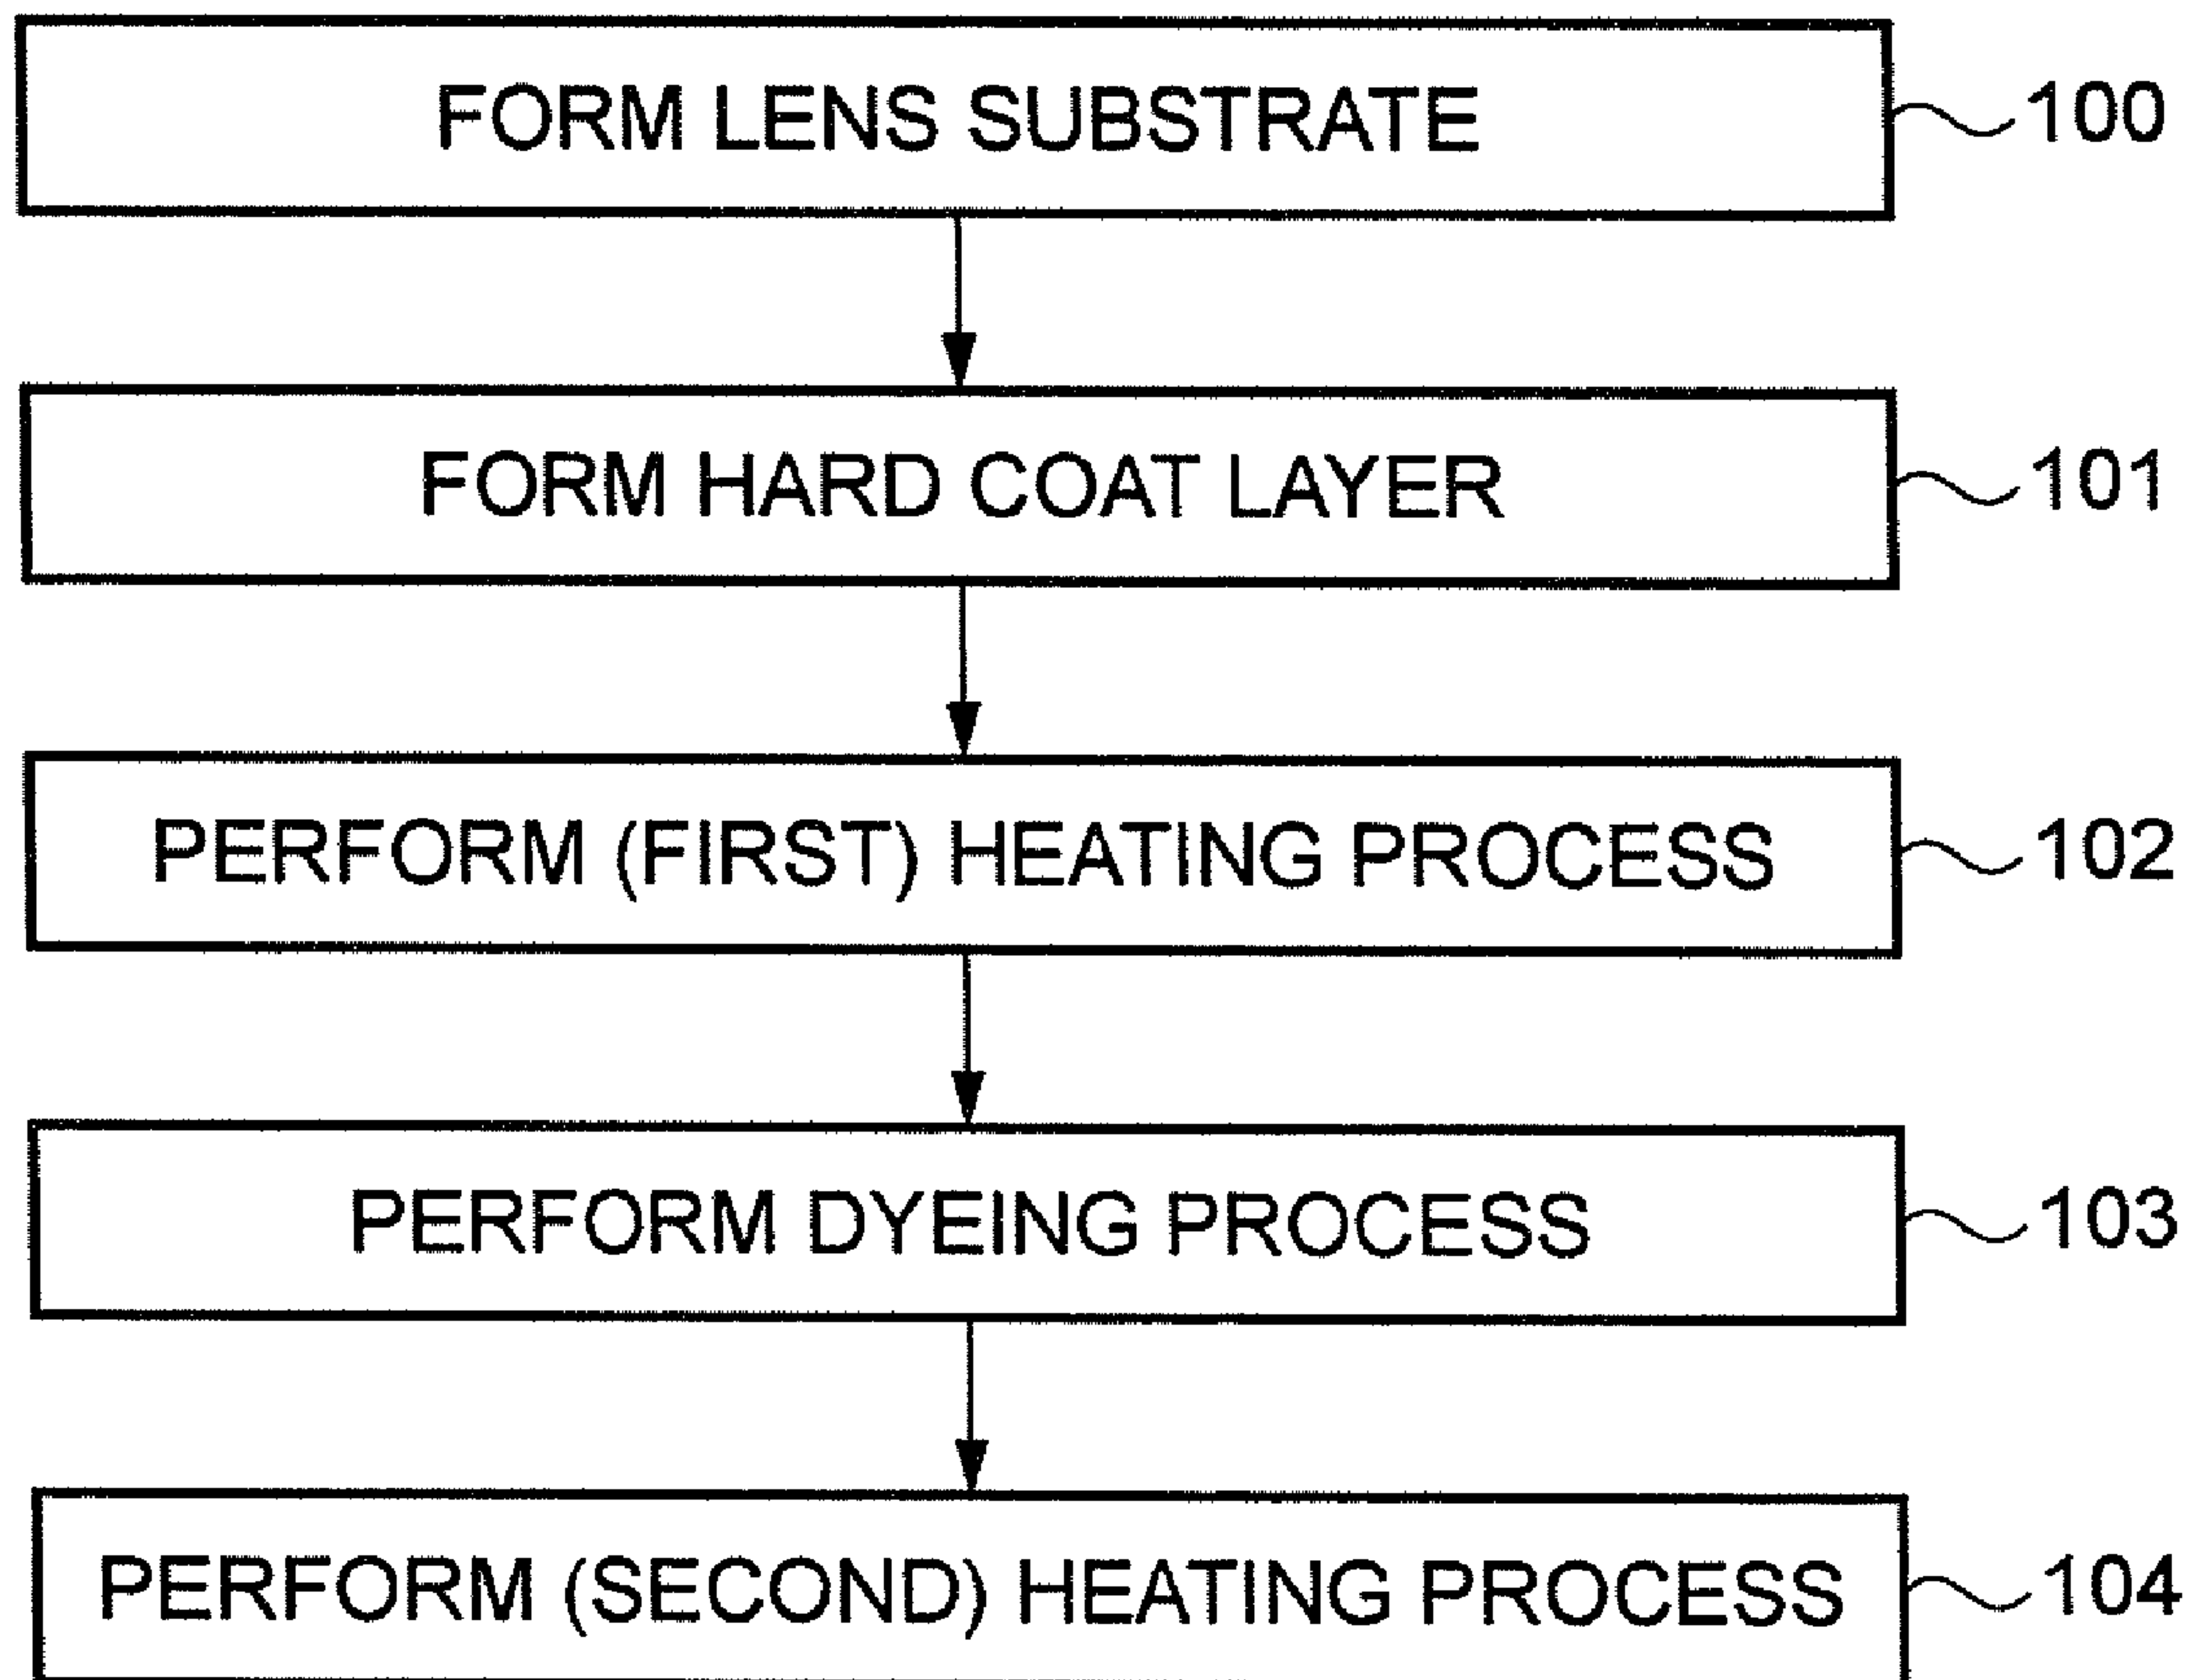 FORM LENS SUBSTRATE 100
FORM HARD COAT LAYER 101
PERFORM (FIRST) HEATING PROCESS 102
PERFORM DYEING PROCESS 103
PERFORM (SECOND) HEATING PROCESS 104